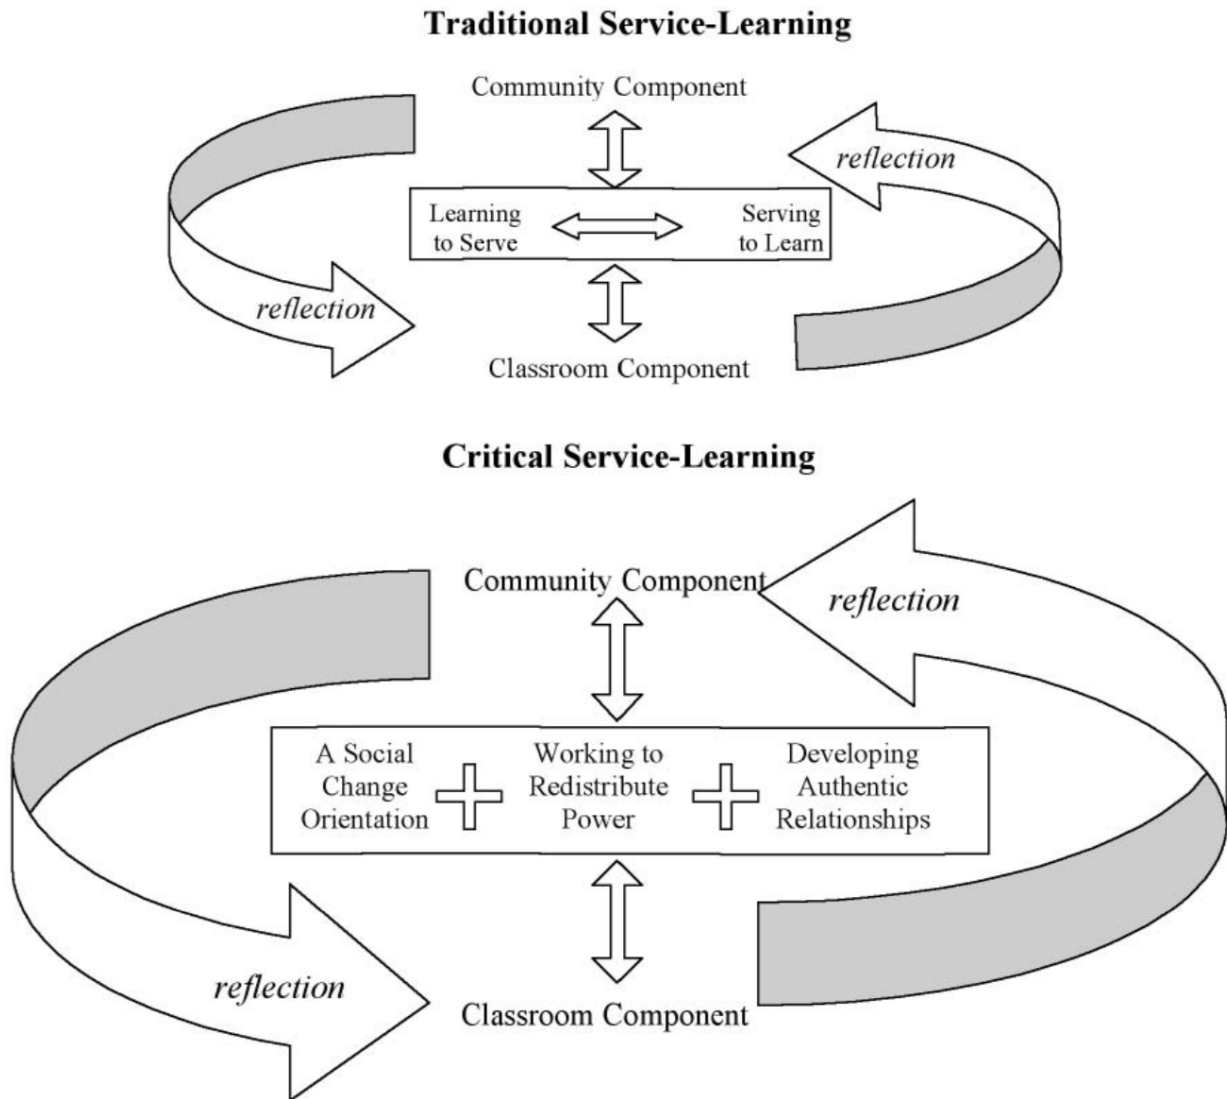 Traditional Service-Learning
Community Component
reflection
Learning
to Serve
Serving
to Learn
reflection
Classroom Component
Critical Service-Learning
Community Component
reflection
A Social
Change
Orientation
Working to
Redistribute
Power
Developing
Authentic
Relationships
reflection
Classroom Component